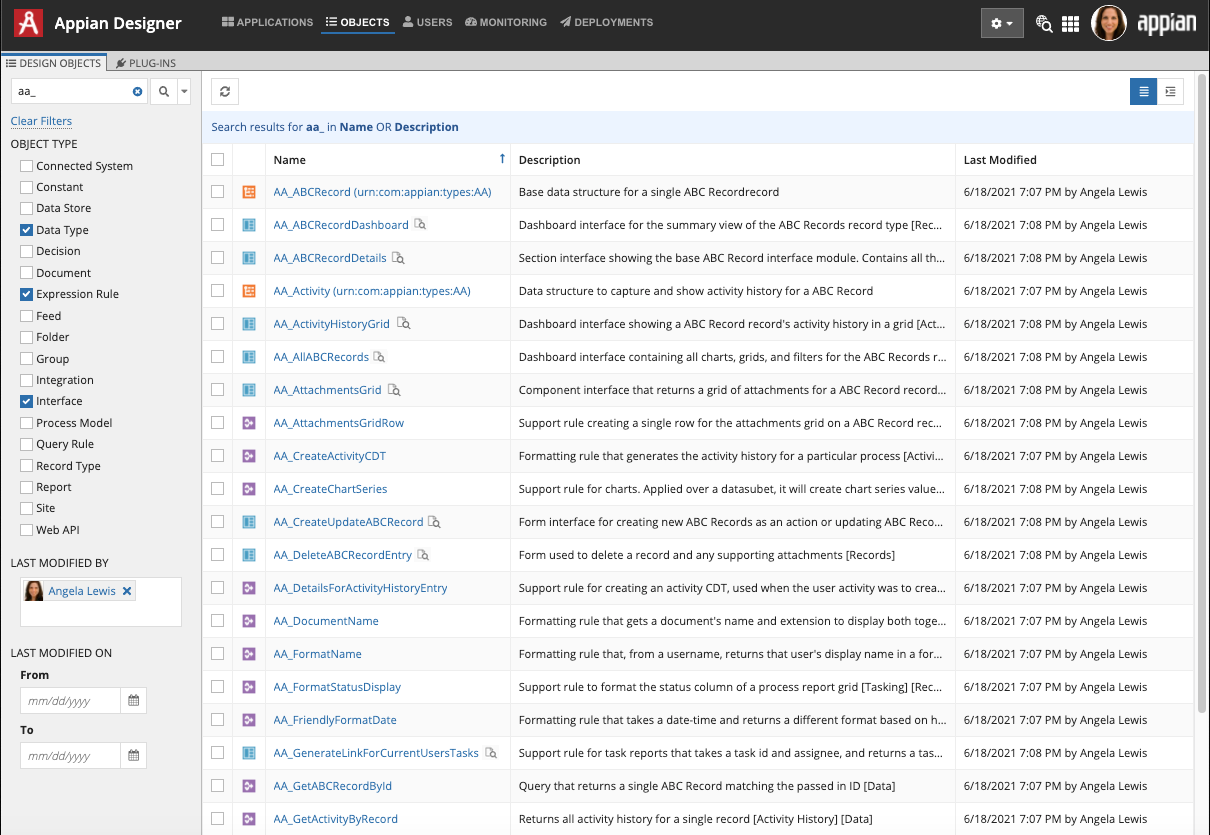 Appian Designer
APPLICATIONS OBJECTS USERS MONITORING DEPLOYMENTS
appian
DESIGN OBJECTS PLUG-INS
aa_
Clear Filters
OBJECT TYPE
Connected System
Constant
Data Store
Data Type
Decision
Document
Expression Rule
Feed
Folder
Group
Integration
Interface
Process Model
Query Rule
Record Type
Report
Site
Web API
LAST MODIFIED BY
Angela Lewis
LAST MODIFIED ON
From
mm/dd/yyyy
To
mm/dd/yyyy
Search results for aa_ in Name OR Description
Name Description Last Modified
AA_ABCRecord (urn:com:appian:types:AA) Base data structure for a single ABC Recordrecord 6/18/2021 7:07 PM by Angela Lewis
AA_ABCRecordDashboard Dashboard interface for the summary view of the ABC Records record type [Rec... 6/18/2021 7:08 PM by Angela Lewis
AA_ABCRecordDetails Section interface showing the base ABC Record interface module. Contains all th... 6/18/2021 7:08 PM by Angela Lewis
AA_Activity (urn:com:appian:types:AA) Data structure to capture and show activity history for a ABC Record 6/18/2021 7:07 PM by Angela Lewis
AA_ActivityHistoryGrid Dashboard interface showing a ABC Record record's activity history in a grid [Act... 6/18/2021 7:08 PM by Angela Lewis
AA_AllABCRecords Dashboard interface containing all charts, grids, and filters for the ABC Records r... 6/18/2021 7:08 PM by Angela Lewis
AA_AttachmentsGrid Component interface that returns a grid of attachments for a ABC Record record... 6/18/2021 7:08 PM by Angela Lewis
AA_AttachmentsGridRow Support rule creating a single row for the attachments grid on a ABC Record rec... 6/18/2021 7:08 PM by Angela Lewis
AA_CreateActivityCDT Formatting rule that generates the activity history for a particular process [Activi... 6/18/2021 7:07 PM by Angela Lewis
AA_CreateChartSeries Support rule for charts. Applied over a datasubet, it will create chart series value... 6/18/2021 7:07 PM by Angela Lewis
AA_CreateUpdateABCRecord Form interface for creating new ABC Records as an action or updating ABC Reco... 6/18/2021 7:08 PM by Angela Lewis
AA_DeleteABCRecordEntry Form used to delete a record and any supporting attachments [Records] 6/18/2021 7:07 PM by Angela Lewis
AA_DetailsForActivityHistoryEntry Support rule for creating an activity CDT, used when the user activity was to crea... 6/18/2021 7:07 PM by Angela Lewis
AA_DocumentName Formatting rule that gets a document's name and extension to display both toge... 6/18/2021 7:07 PM by Angela Lewis
AA_FormatName Formatting rule that, from a username, returns that user's display name in a for... 6/18/2021 7:07 PM by Angela Lewis
AA_FormatStatusDisplay Support rule to format the status column of a process report grid [Tasking] [Rec... 6/18/2021 7:07 PM by Angela Lewis
AA_FriendlyFormatDate Formatting rule that takes a date-time and returns a different format based on h... 6/18/2021 7:07 PM by Angela Lewis
AA_GenerateLinkForCurrentUsersTasks Support rule for task reports that takes a task id and assignee, and returns a tas... 6/18/2021 7:08 PM by Angela Lewis
AA_GetABCRecordById Query that returns a single ABC Record matching the passed in ID [Data] 6/18/2021 7:07 PM by Angela Lewis
AA_GetActivityByRecord Returns all activity history for a single record [Activity History] [Data] 6/18/2021 7:07 PM by Angela Lewis